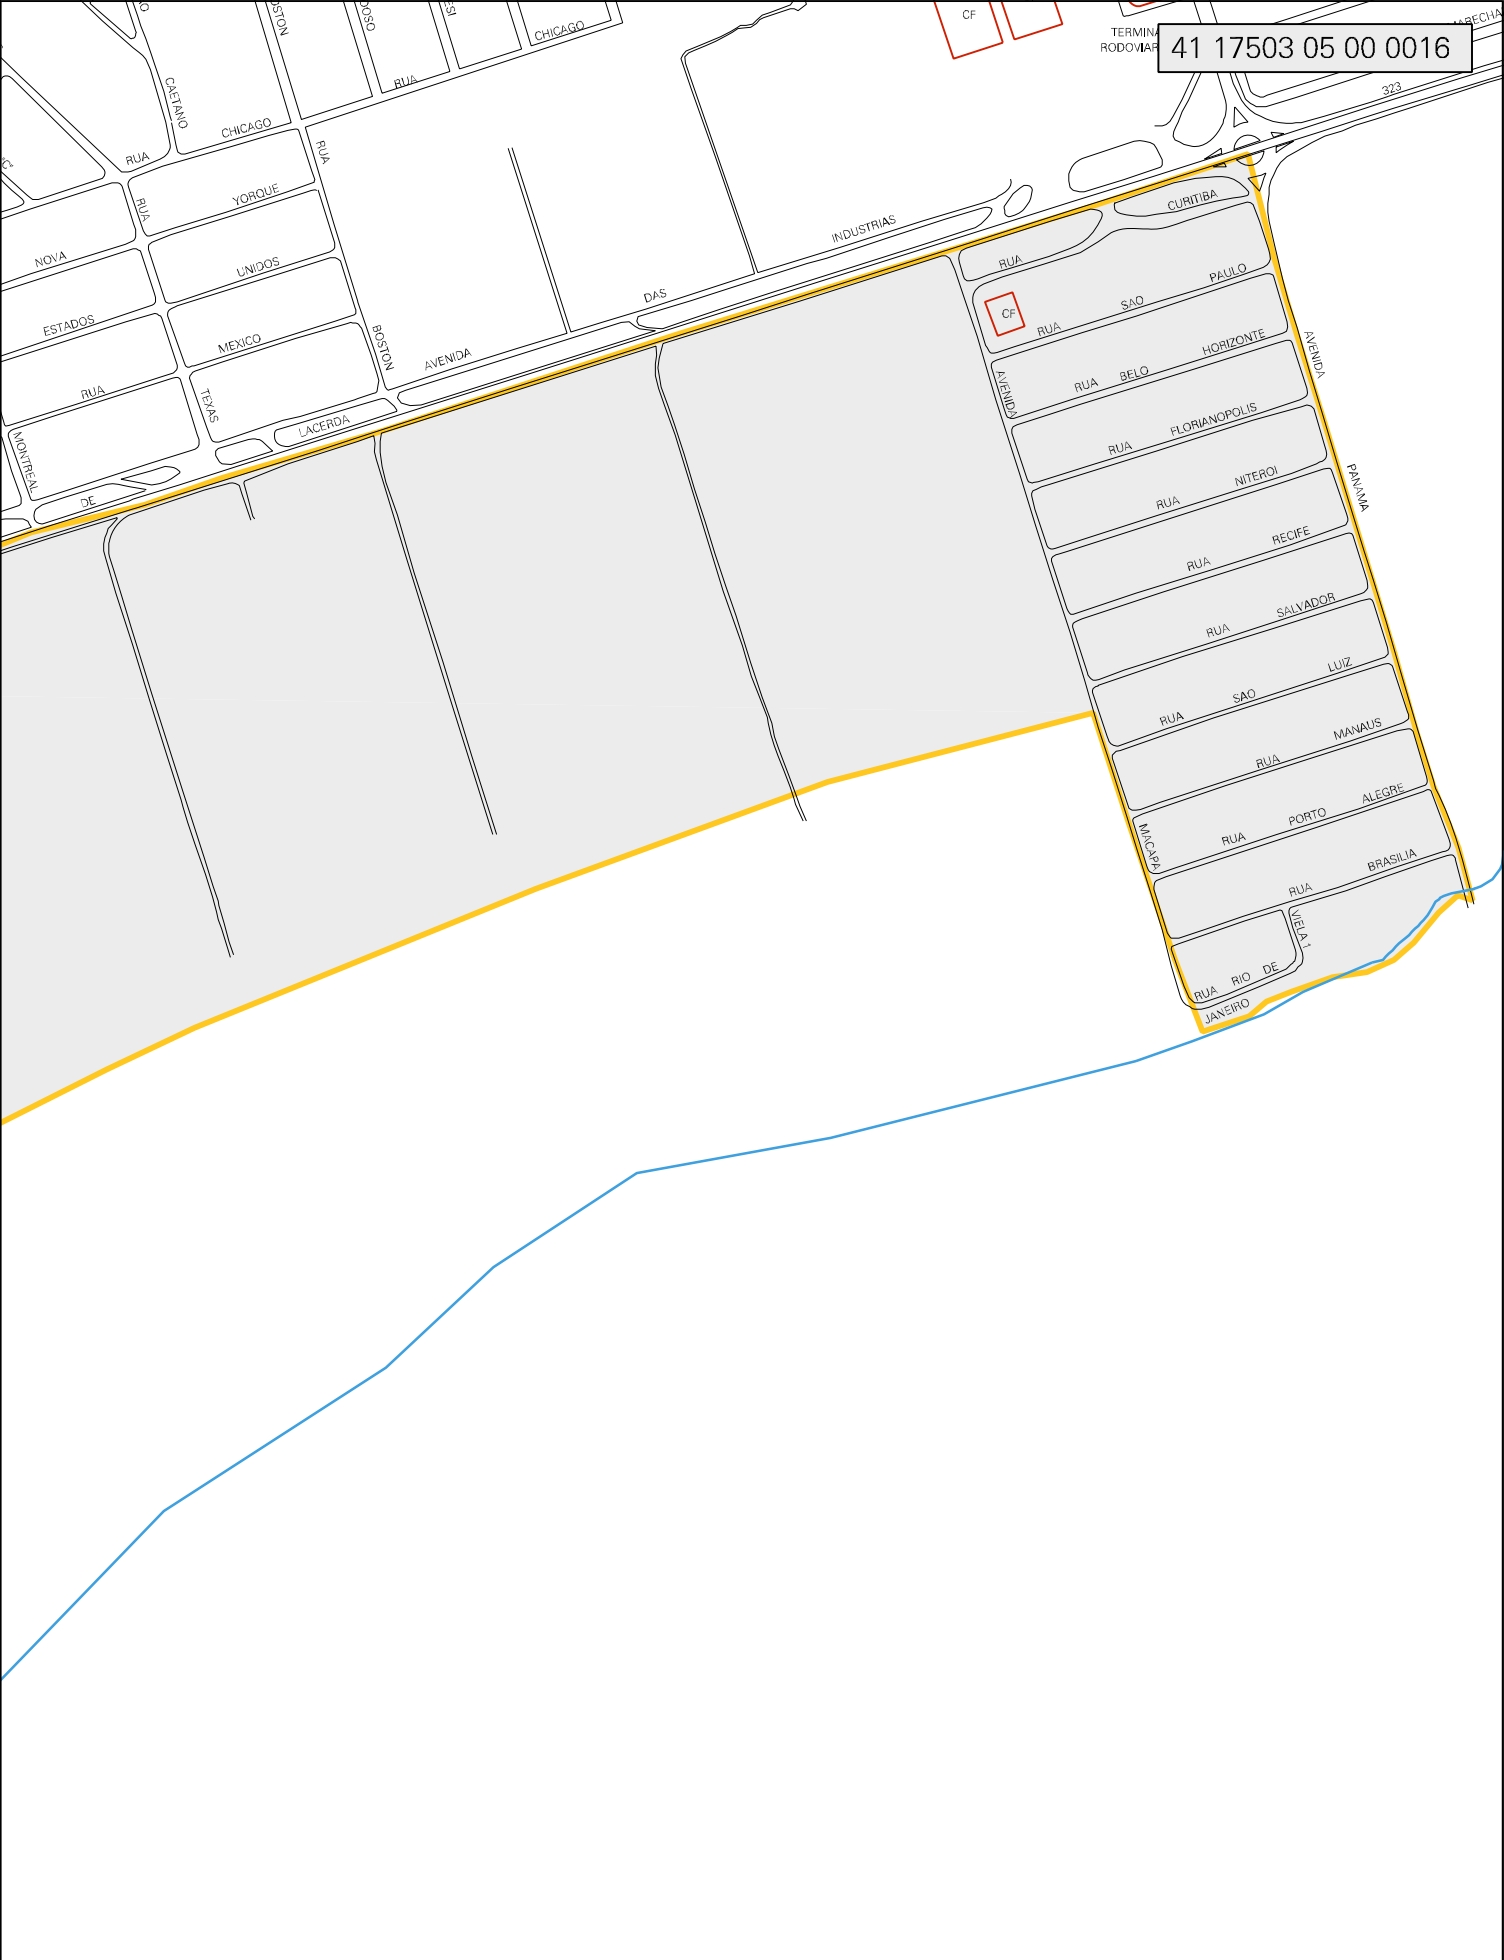 CF
TERMINA
RODOVIAR
41 17503 05 00 0016
323
CHICAGO
RUA
CAETANO
CHICAGO
RUA
RUA
YORQUE
RUA
NOVA
UNIDOS
ESTADOS
MEXICO
BOSTON
RUA
TEXAS
MONTREAL
LACERDA
DE
AVENIDA
DAS
INDUSTRIAS
CURITIBA
RUA
CF
RUA SAO PAULO
AVENIDA
RUA BELO HORIZONTE
AVENIDA
RUA FLORIANOPOLIS
RUA NITEROI
PANAMA
RUA RECIFE
RUA SALVADOR
RUA SAO LUIZ
RUA MANAUS
RUA PORTO ALEGRE
MACAPA
RUA BRASILIA
VIELA 1
RUA RIO DE
JANEIRO